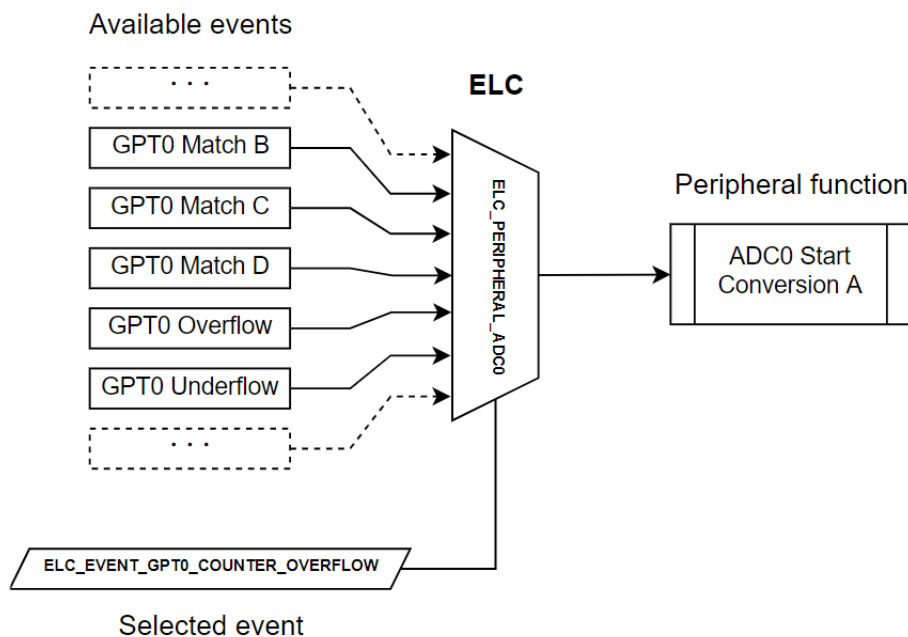 Available events
. . .
ELC
GPT0 Match B
GPT0 Match C
GPT0 Match D
GPT0 Overflow
GPT0 Underflow
. . .
ELC_PERIPHERAL_ADC0
Peripheral function
ADC0 Start
Conversion A
ELC_EVENT_GPT0_COUNTER_OVERFLOW
Selected event